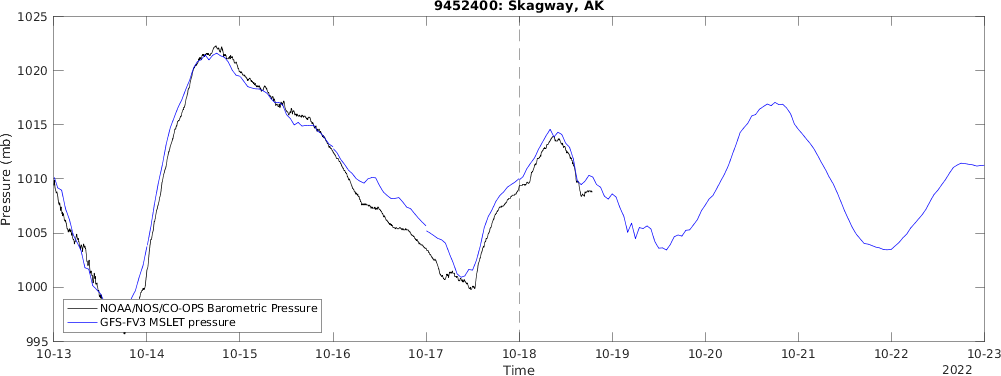 9452400: Skagway, AK
Pressure (mb)
1025
1020
1015
1010
1005
1000
995
NOAA/NOS/CO-OPS Barometric Pressure
GFS-FV3 MSLET pressure
10-13 10-14 10-15 10-16 10-17 10-18 10-19 10-20 10-21 10-22 10-23
Time
2022